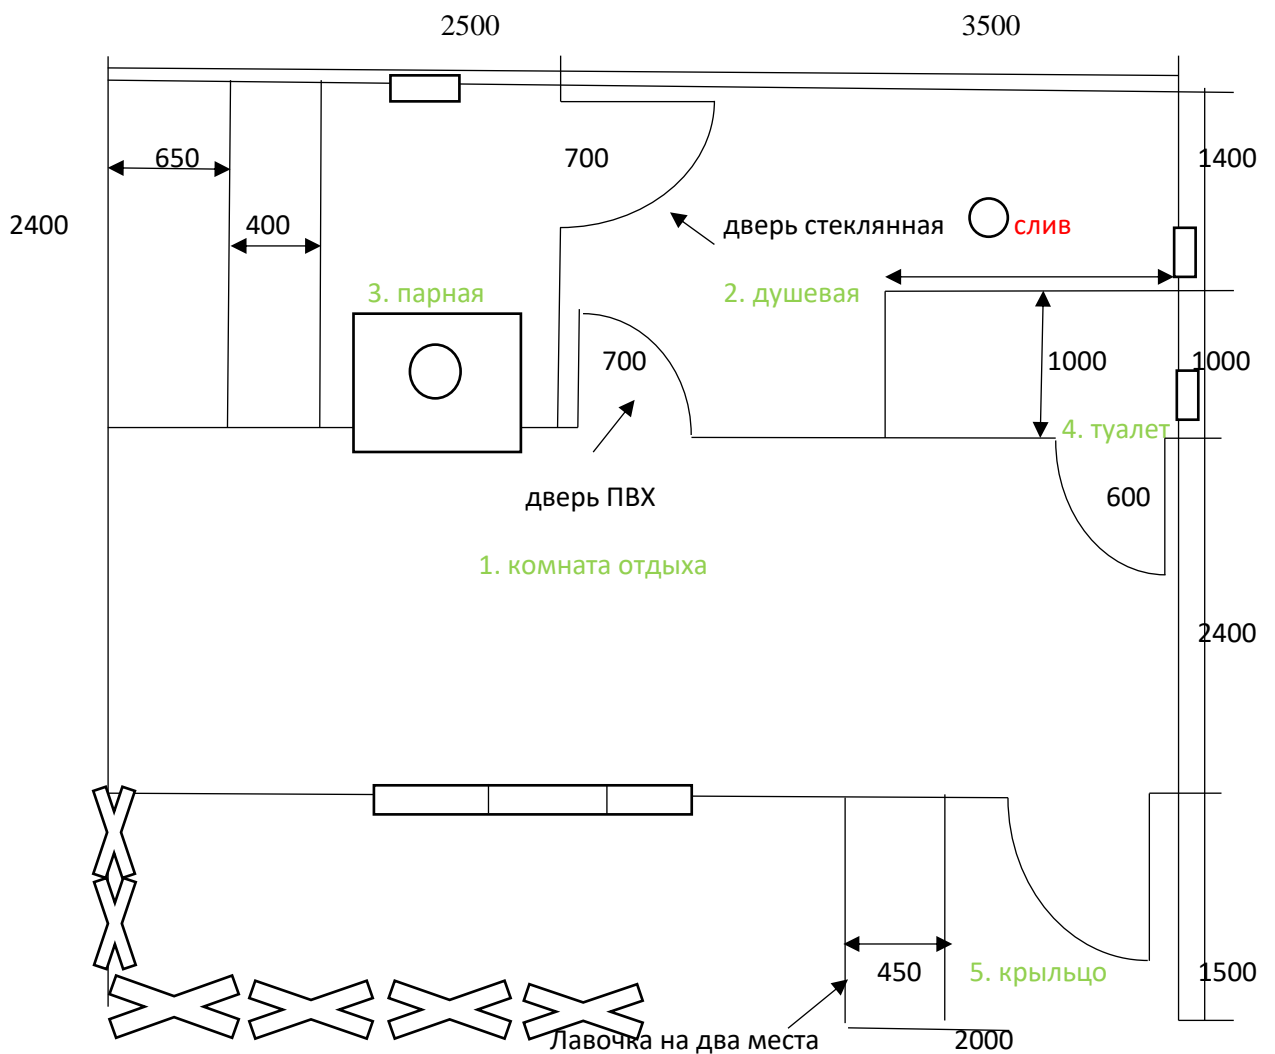 2500
3500
650
700
1400
2400
400
дверь стеклянная
слив
3. парная
2. душевая
700
1000
1000
4. туалет
дверь ПВХ
600
1. комната отдыха
2400
450
5. крыльцо
1500
Лавочка на два места
2000